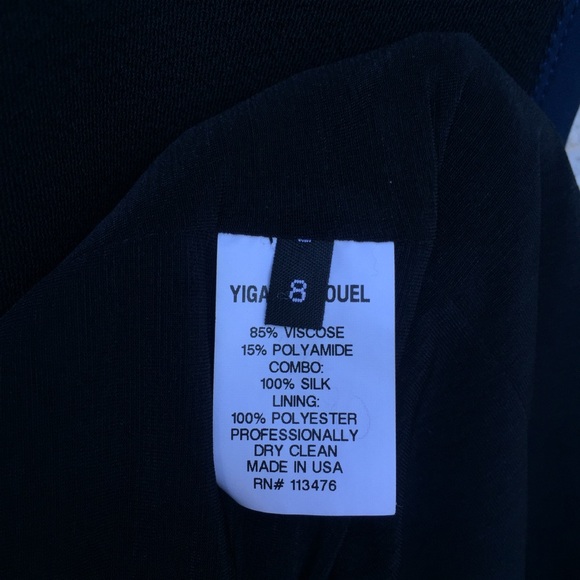 8
YIGA OUEL
85% VISCOSE
15% POLYAMIDE
COMBO:
100% SILK
LINING:
100% POLYESTER
PROFESSIONALLY
DRY CLEAN
MADE IN USA
RN# 113476